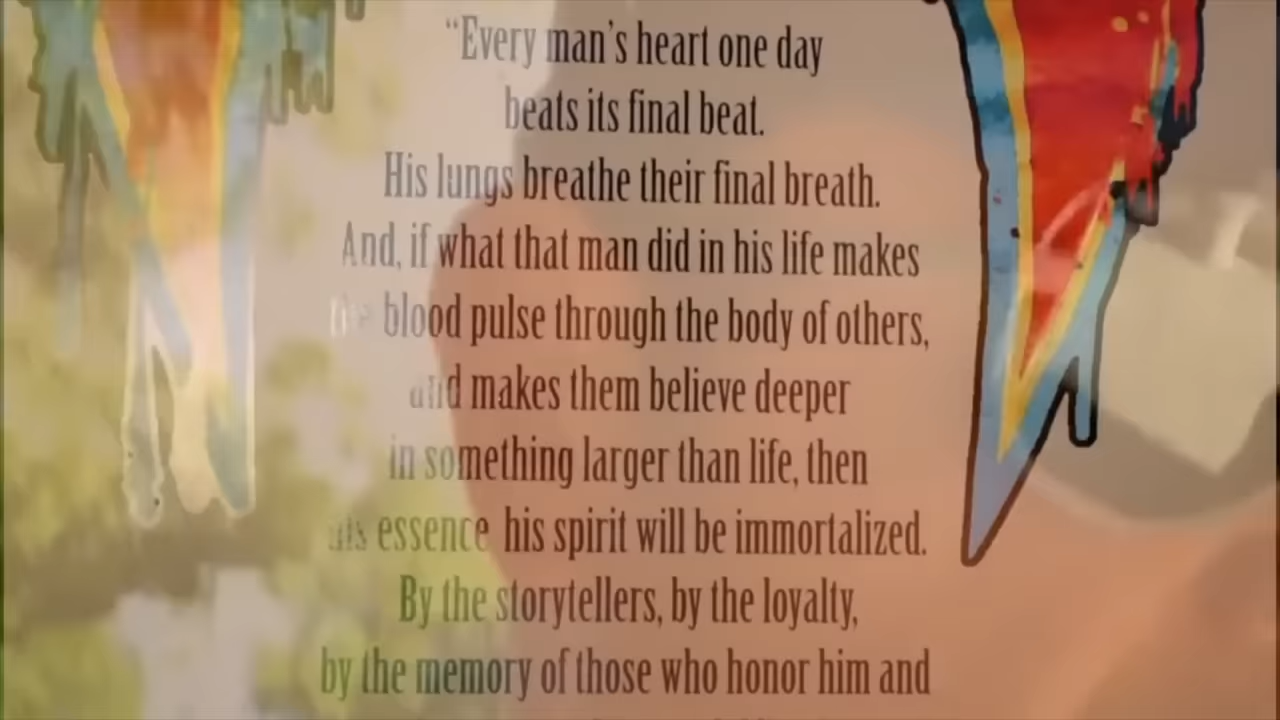 “Every man’s heart one day
beats its final beat.
His lungs breathe their final breath.
And, if what that man did in his life makes
the blood pulse through the body of others,
and makes them believe deeper
in something larger than life, then
his essence his spirit will be immortalized.
By the storytellers, by the loyalty,
by the memory of those who honor him and